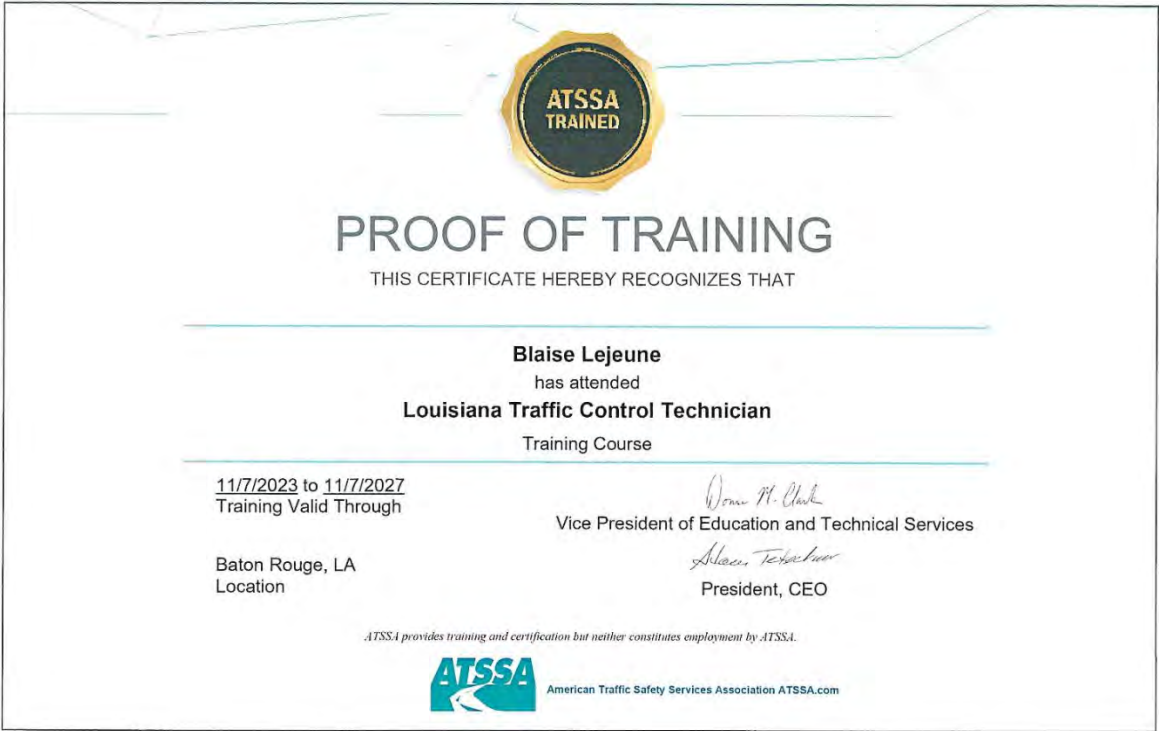 ATSSA
TRAINED
PROOF OF TRAINING
THIS CERTIFICATE HEREBY RECOGNIZES THAT
Blaise Lejeune
has attended
Louisiana Traffic Control Technician
Training Course
11/7/2023 to 11/7/2027
Training Valid Through
Baton Rouge, LA
Location
Donna M. Clark
Vice President of Education and Technical Services
President, CEO
ATSSA provides training and certification but neither constitutes employment by ATSSA.
ATSSA
American Traffic Safety Services Association ATSSA.com